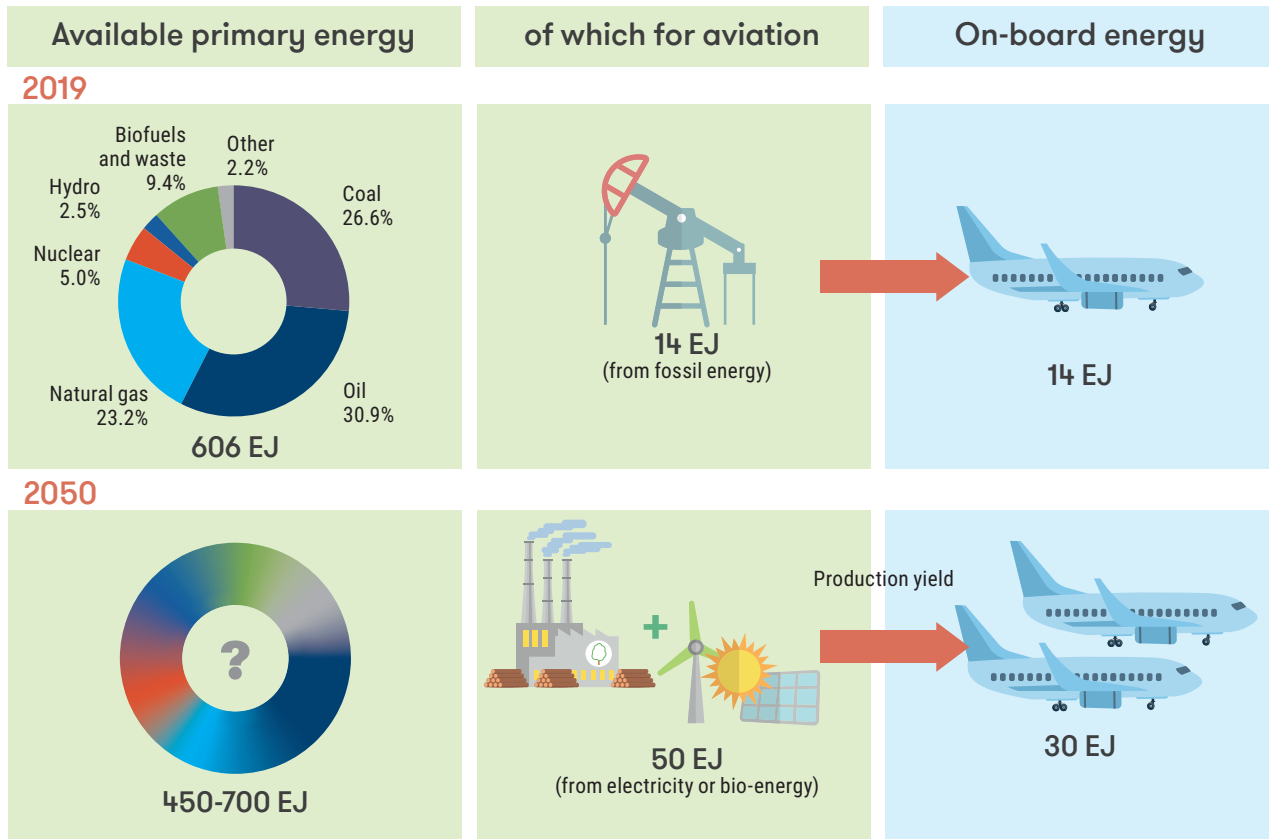 Available primary energy
of which for aviation
On-board energy
2019
Biofuels
and waste
9.4%
Other
2.2%
Hydro
2.5%
Coal
26.6%
Nuclear
5.0%
Natural gas
23.2%
Oil
30.9%
606 EJ
14 EJ
(from fossil energy)
14 EJ
2050
?
450-700 EJ
+
50 EJ
(from electricity or bio-energy)
Production yield
30 EJ